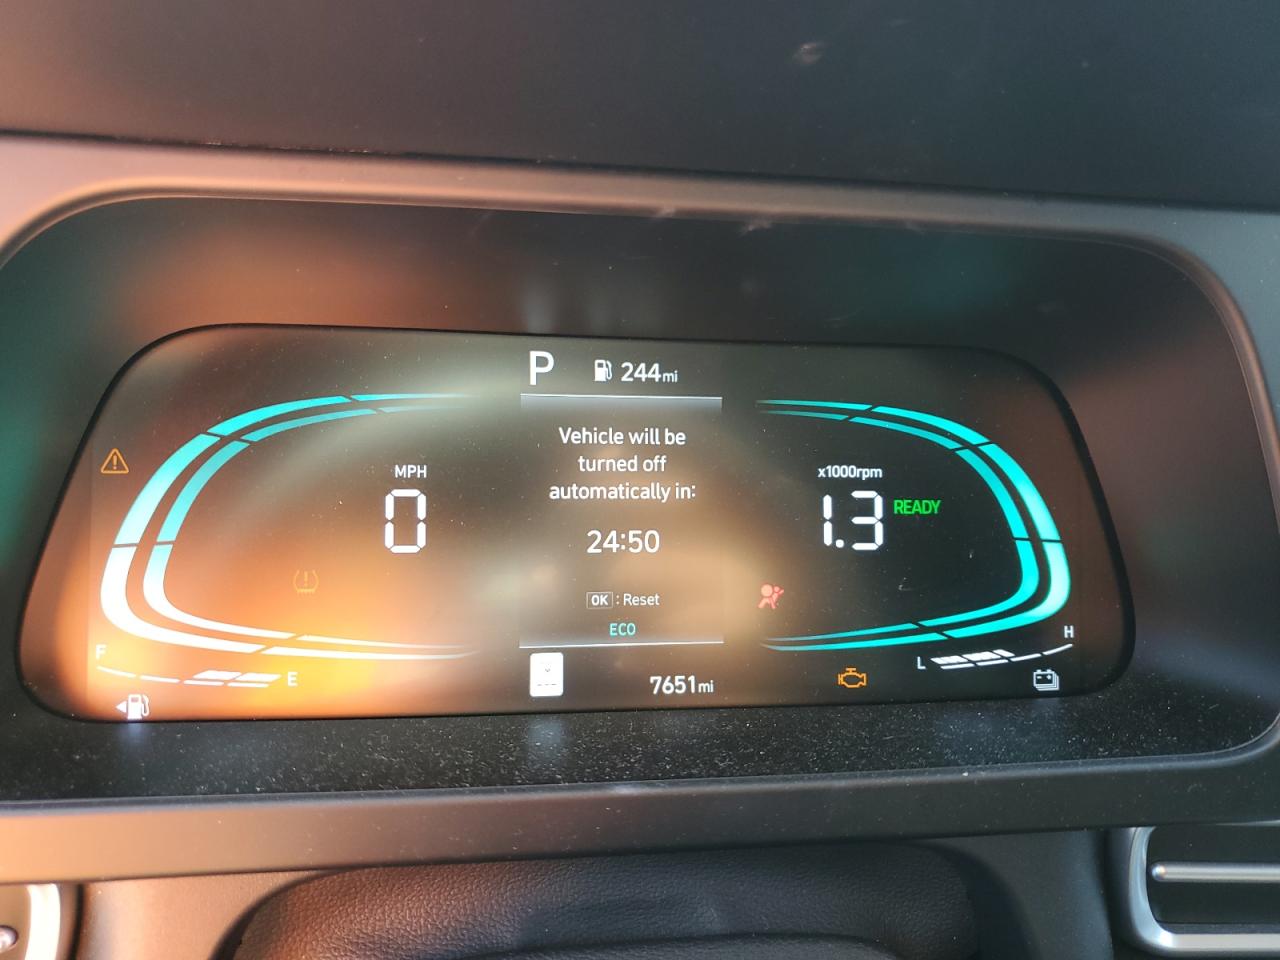 P 244mi
Vehicle will be
turned off
automatically in:
24:50
OK : Reset
ECO
MPH
0
x1000rpm
1.3 READY
F
E
7651mi
L
H